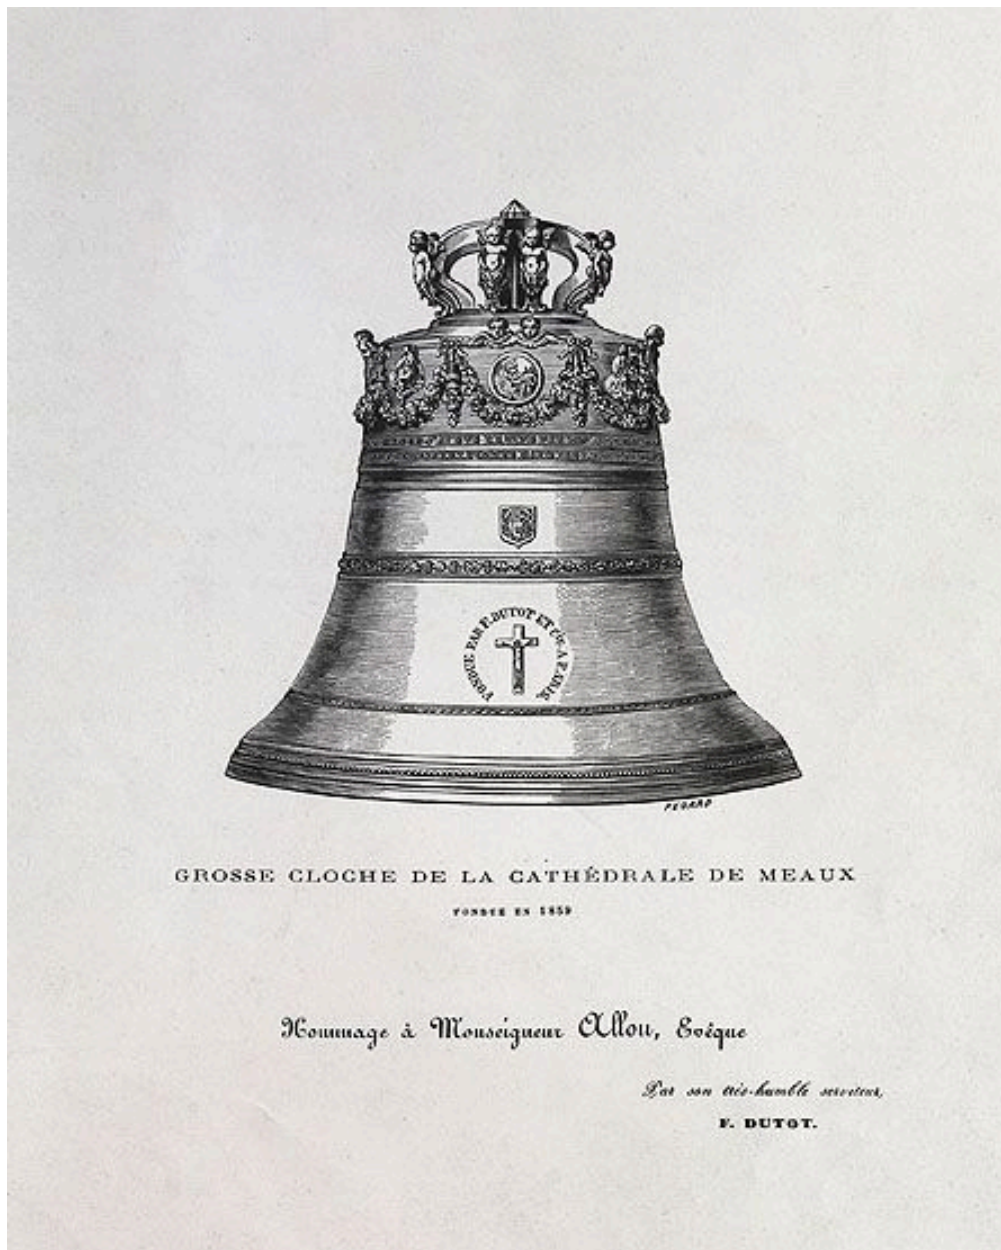 FONDUE PAR F. DUTOT ET Cie A PARIS.
PEGARD
GROSSE CLOCHE DE LA CATHÉDRALE DE MEAUX
FONDUE EN 1859
Hommage à Monseigneur Allou, Evêque
Par son très-humble serviteur,
F. DUTOT.